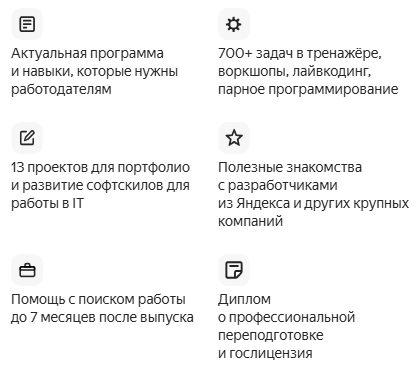 Актуальная программа
и навыки, которые нужны
работодателям
700+ задач в тренажёре,
воркшопы, лайвкодинг,
парное программирование
13 проектов для портфолио
и развитие софтскилов для
работы в IT
Полезные знакомства
с разработчиками
из Яндекса и других крупных
компаний
Помощь с поиском работы
до 7 месяцев после выпуска
Диплом
о профессиональной
переподготовке
и гослицензия